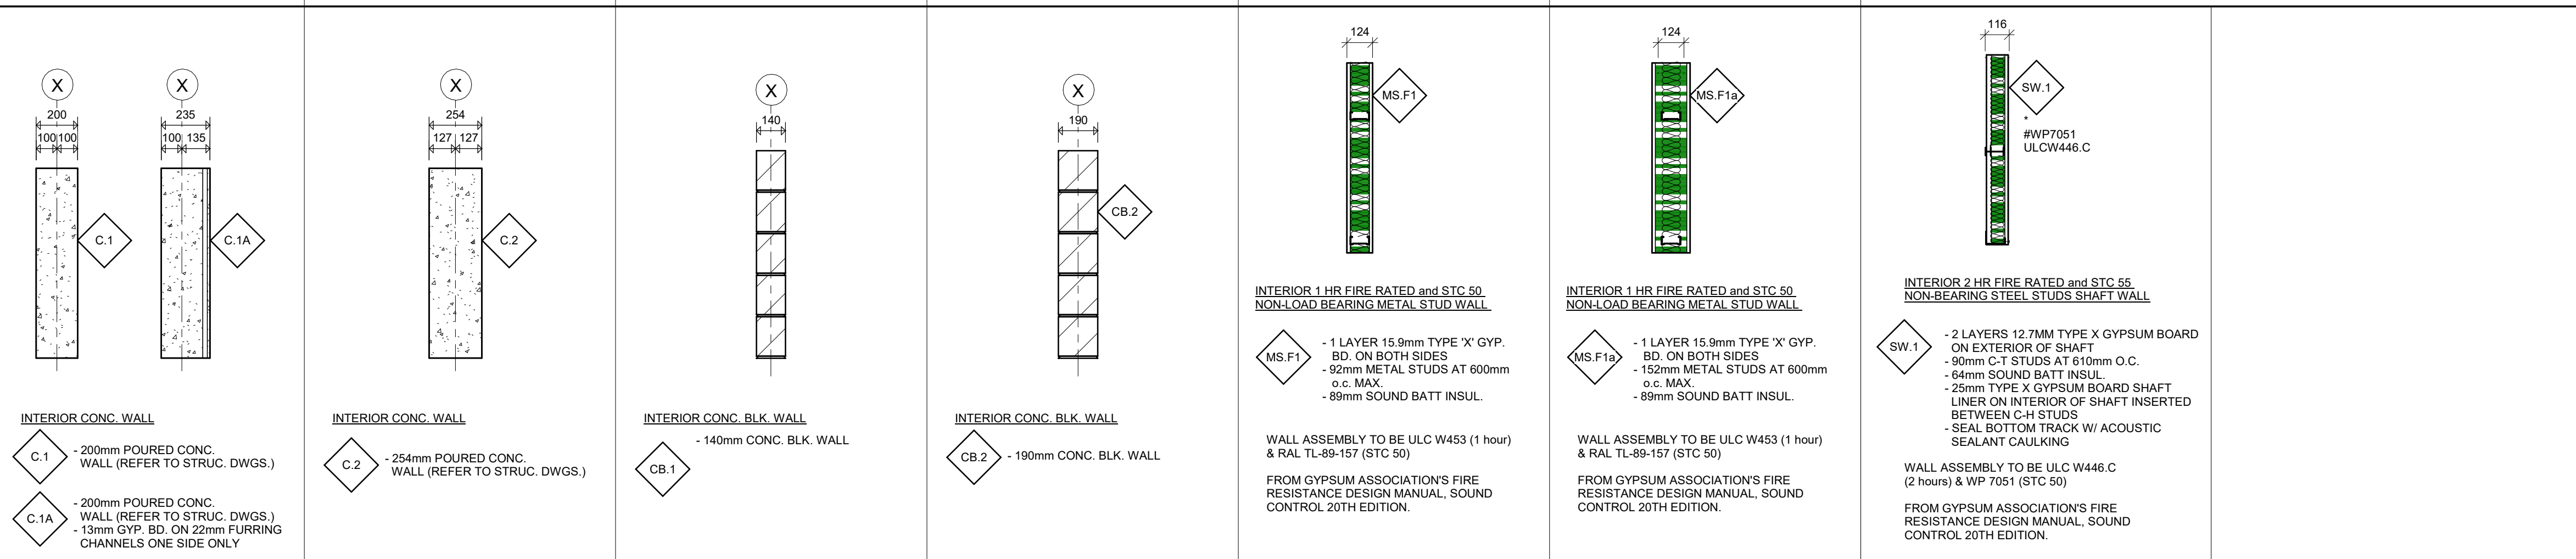 X
200
100 100
C.1
X
235
100 135
C.1A
INTERIOR CONC. WALL
C.1
- 200mm POURED CONC.
WALL (REFER TO STRUC. DWGS.)
C.1A
- 200mm POURED CONC.
WALL (REFER TO STRUC. DWGS.)
- 13mm GYP. BD. ON 22mm FURRING
CHANNELS ONE SIDE ONLY
X
254
127 127
C.2
INTERIOR CONC. WALL
C.2
- 254mm POURED CONC.
WALL (REFER TO STRUC. DWGS.)
X
140
INTERIOR CONC. BLK. WALL
CB.1
- 140mm CONC. BLK. WALL
X
190
CB.2
INTERIOR CONC. BLK. WALL
CB.2
- 190mm CONC. BLK. WALL
124
MS.F1
INTERIOR 1 HR FIRE RATED and STC 50
NON-LOAD BEARING METAL STUD WALL
MS.F1
- 1 LAYER 15.9mm TYPE 'X' GYP.
BD. ON BOTH SIDES
- 92mm METAL STUDS AT 600mm
o.c. MAX.
- 89mm SOUND BATT INSUL.
WALL ASSEMBLY TO BE ULC W453 (1 hour)
& RAL TL-89-157 (STC 50)
FROM GYPSUM ASSOCIATION'S FIRE
RESISTANCE DESIGN MANUAL, SOUND
CONTROL 20TH EDITION.
124
MS.F1a
INTERIOR 1 HR FIRE RATED and STC 50
NON-LOAD BEARING METAL STUD WALL
MS.F1a
- 1 LAYER 15.9mm TYPE 'X' GYP.
BD. ON BOTH SIDES
- 152mm METAL STUDS AT 600mm
o.c. MAX.
- 89mm SOUND BATT INSUL.
WALL ASSEMBLY TO BE ULC W453 (1 hour)
& RAL TL-89-157 (STC 50)
FROM GYPSUM ASSOCIATION'S FIRE
RESISTANCE DESIGN MANUAL, SOUND
CONTROL 20TH EDITION.
116
SW.1
*
#WP7051
ULCW446.C
INTERIOR 2 HR FIRE RATED and STC 55
NON-BEARING STEEL STUDS SHAFT WALL
SW.1
- 2 LAYERS 12.7MM TYPE X GYPSUM BOARD
ON EXTERIOR OF SHAFT
- 90mm C-T STUDS AT 610mm O.C.
- 64mm SOUND BATT INSUL.
- 25mm TYPE X GYPSUM BOARD SHAFT
LINER ON INTERIOR OF SHAFT INSERTED
BETWEEN C-H STUDS
- SEAL BOTTOM TRACK W/ ACOUSTIC
SEALANT CAULKING
WALL ASSEMBLY TO BE ULC W446.C
(2 hours) & WP 7051 (STC 50)
FROM GYPSUM ASSOCIATION'S FIRE
RESISTANCE DESIGN MANUAL, SOUND
CONTROL 20TH EDITION.